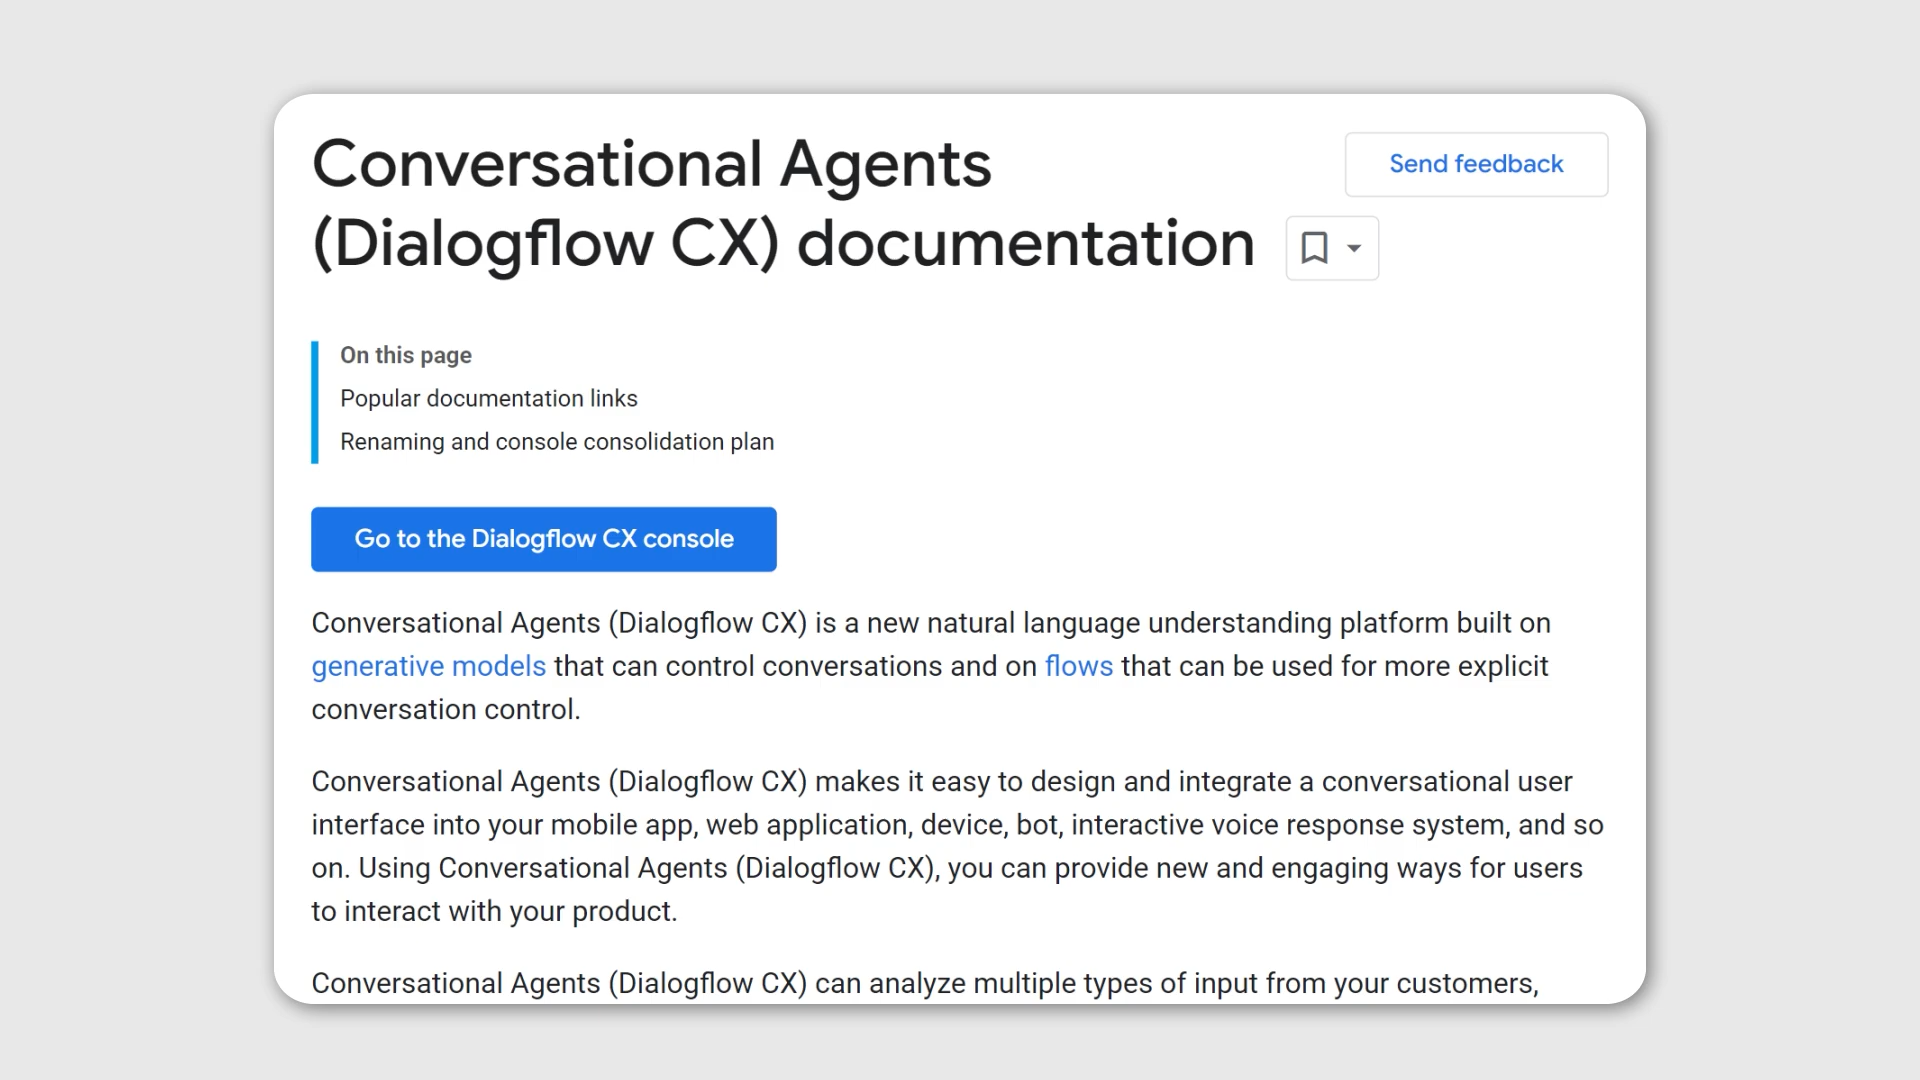 Conversational Agents
(Dialogflow CX) documentation
Send feedback
On this page
Popular documentation links
Renaming and console consolidation plan
Go to the Dialogflow CX console
Conversational Agents (Dialogflow CX) is a new natural language understanding platform built on
generative models that can control conversations and on flows that can be used for more explicit
conversation control.
Conversational Agents (Dialogflow CX) makes it easy to design and integrate a conversational user
interface into your mobile app, web application, device, bot, interactive voice response system, and so
on. Using Conversational Agents (Dialogflow CX), you can provide new and engaging ways for users
to interact with your product.
Conversational Agents (Dialogflow CX) can analyze multiple types of input from your customers,